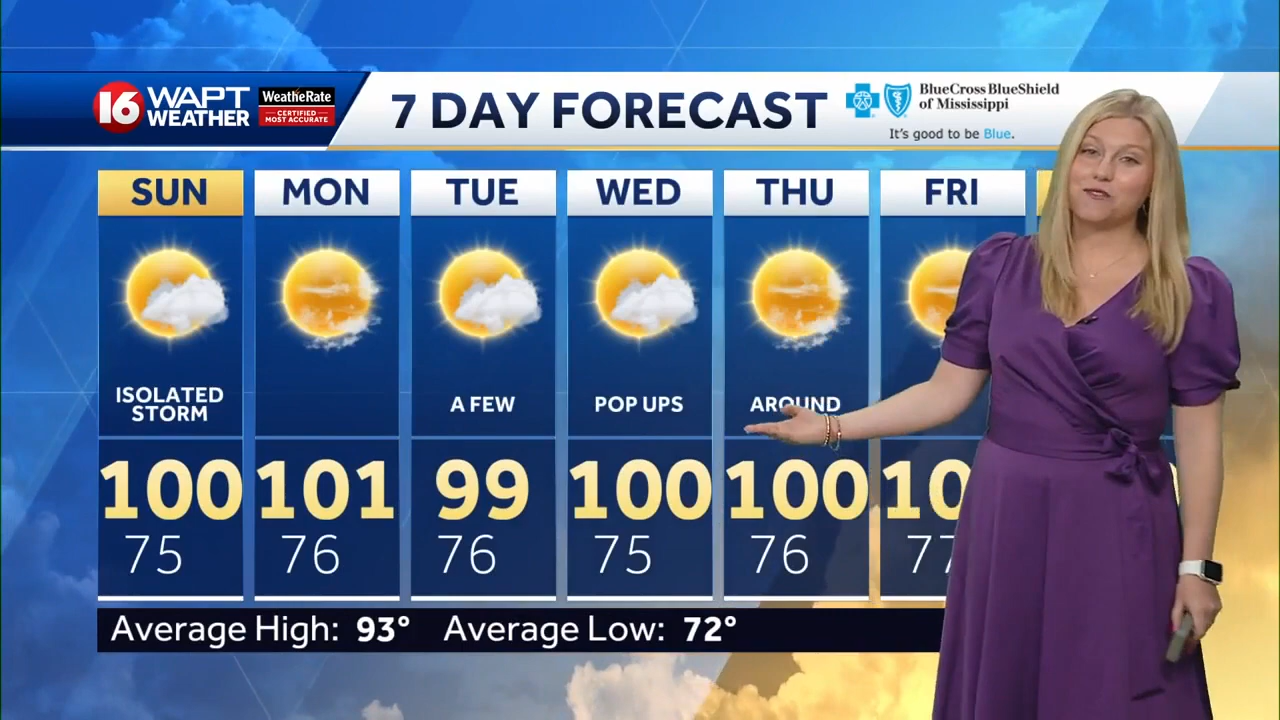 16 WAPT WEATHER
WeatheRate
CERTIFIED
MOST ACCURATE
7 DAY FORECAST
BlueCross BlueShield
of Mississippi
It's good to be Blue.
SUN MON TUE WED THU FRI
ISOLATED
STORM
A FEW POP UPS AROUND
100 101 99 100 100
75 76 76 75 76 77
Average High: 93° Average Low: 72°